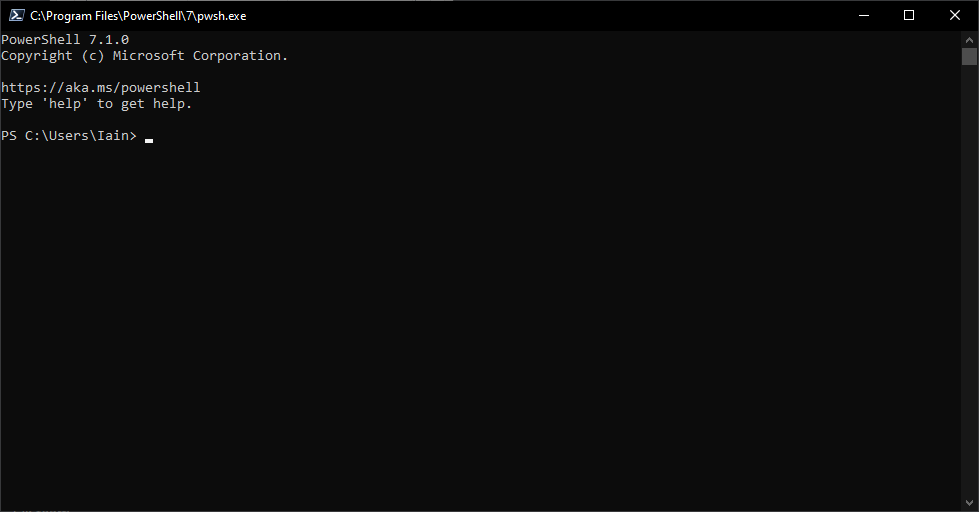 C:\Program Files\PowerShell\7\pwsh.exe
PowerShell 7.1.0
Copyright (c) Microsoft Corporation.
https://aka.ms/powershell
Type 'help' to get help.
PS C:\Users\Iain>